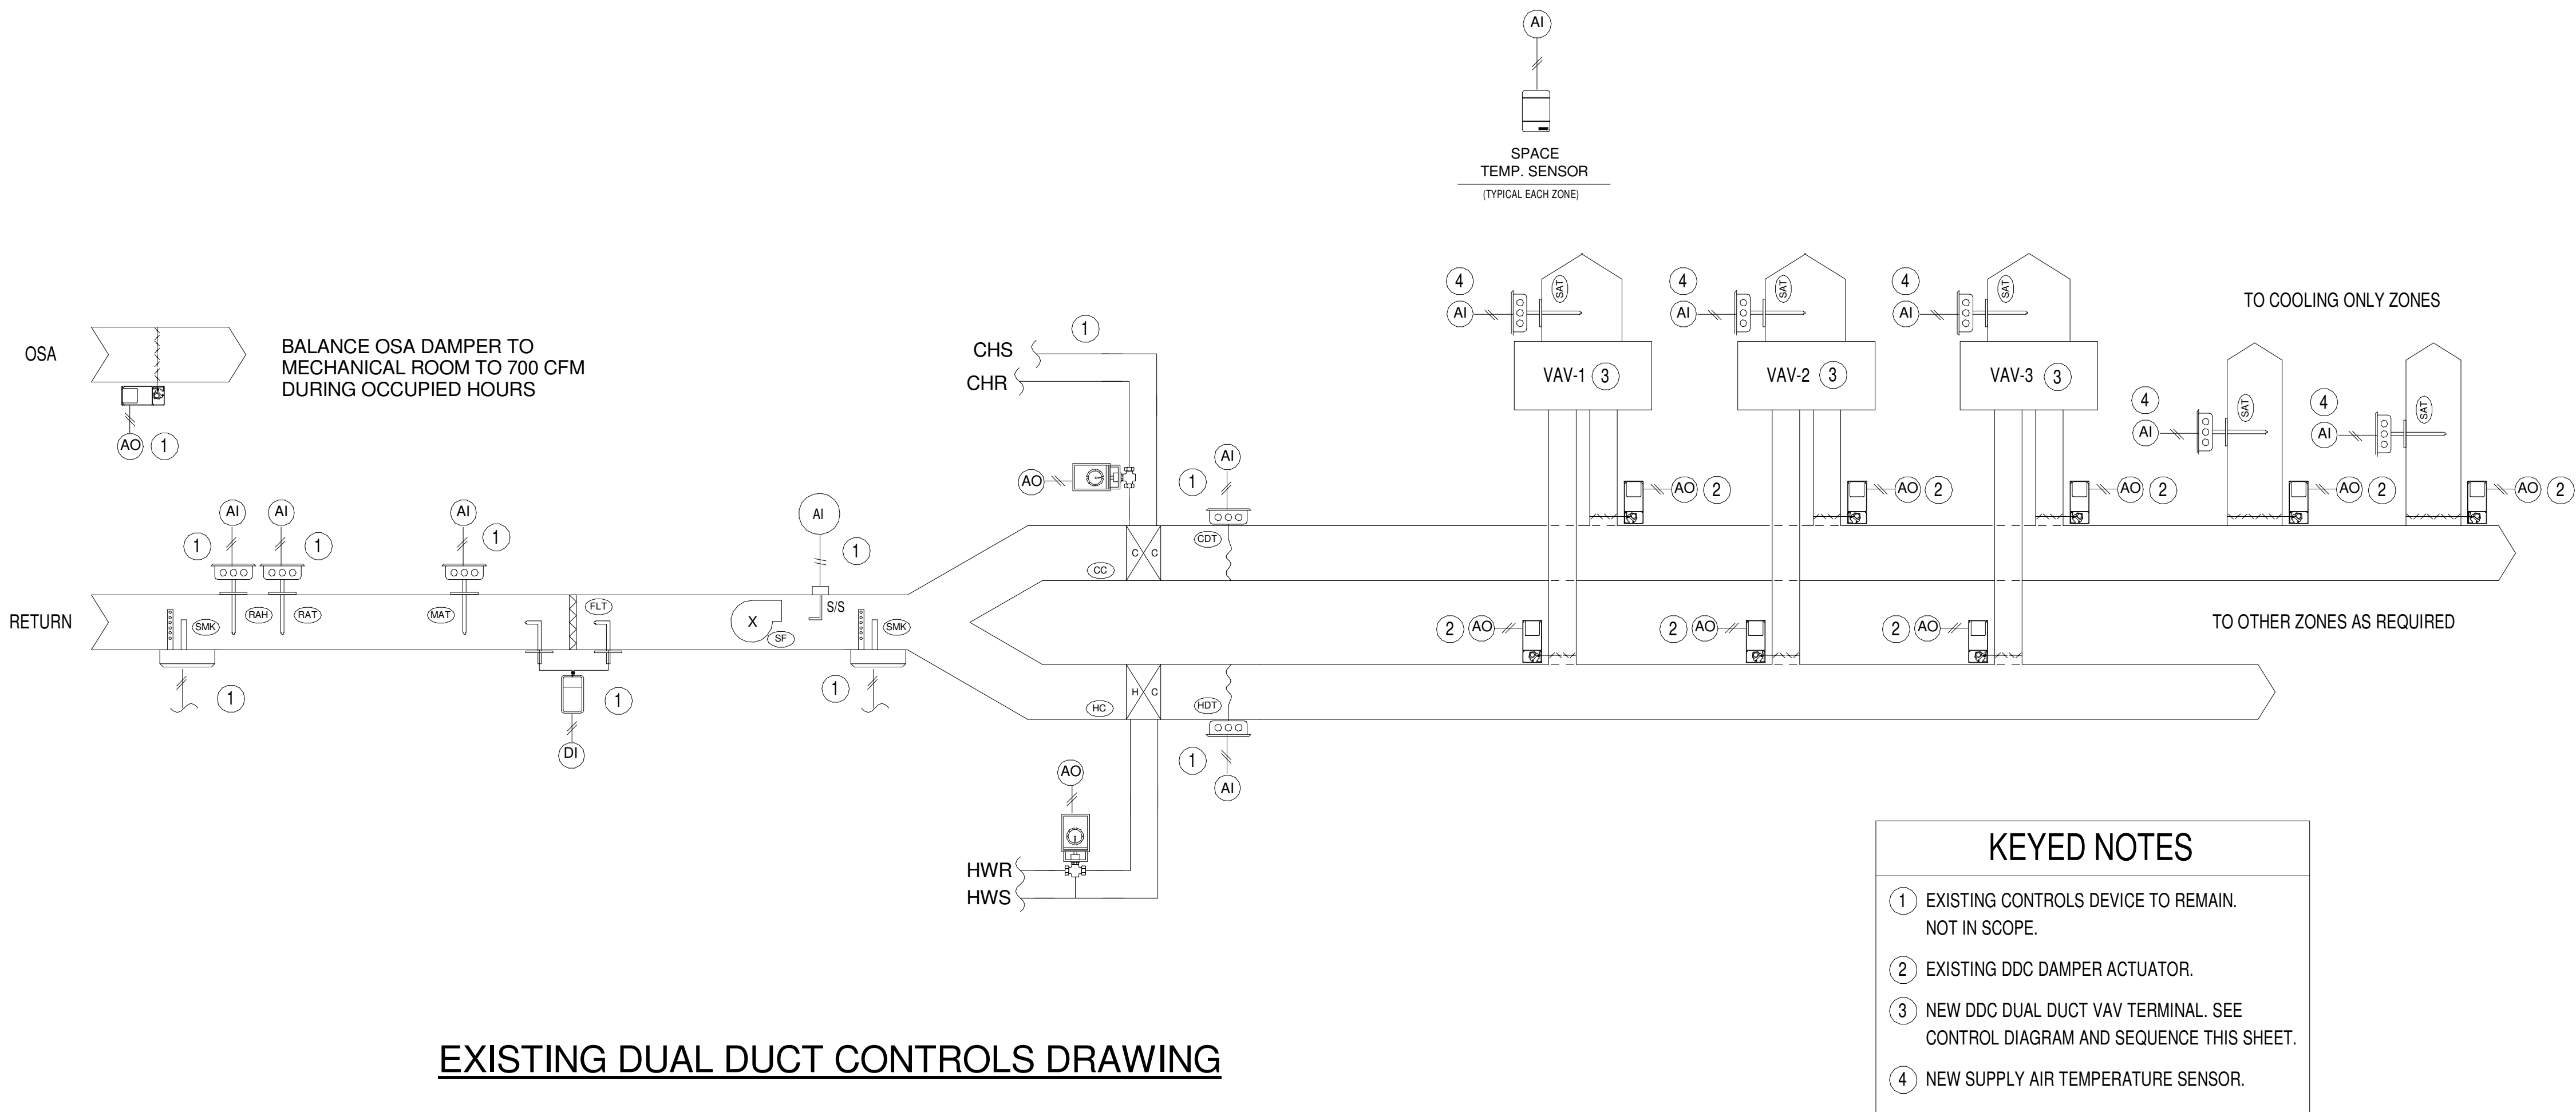 AI
SPACE
TEMP. SENSOR
(TYPICAL EACH ZONE)
OSA
BALANCE OSA DAMPER TO
MECHANICAL ROOM TO 700 CFM
DURING OCCUPIED HOURS
AO 1
CHS
CHR
1
AO
4
AI
SAT
VAV-1 3
4
AI
SAT
VAV-2 3
4
AI
SAT
VAV-3 3
TO COOLING ONLY ZONES
4
AI
SAT
4
AI
SAT
AO 2
AO 2
AO 2
AO 2
AO 2
RETURN
AI
1
AI
1
AI
1
AI
1
S/S
SMK
RAH
RAT
MAT
FLT
X
SF
SMK
1
1
1
DI
1
AI
CC
C C
CDT
HC
H C
HDT
1
AI
2 AO
2 AO
2 AO
TO OTHER ZONES AS REQUIRED
AO
HWR
HWS
KEYED NOTES
1 EXISTING CONTROLS DEVICE TO REMAIN.
NOT IN SCOPE.
2 EXISTING DDC DAMPER ACTUATOR.
3 NEW DDC DUAL DUCT VAV TERMINAL. SEE
CONTROL DIAGRAM AND SEQUENCE THIS SHEET.
4 NEW SUPPLY AIR TEMPERATURE SENSOR.
EXISTING DUAL DUCT CONTROLS DRAWING